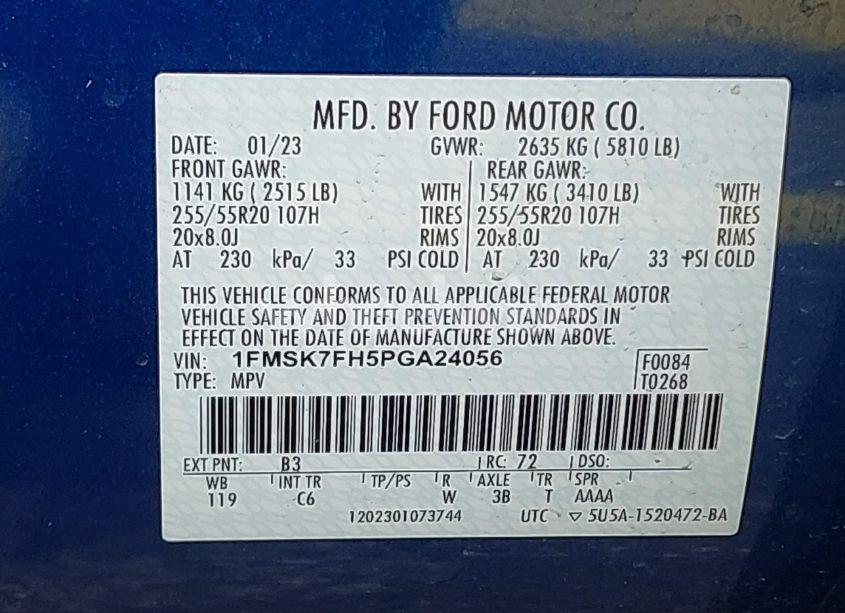 MFD. BY FORD MOTOR CO.
DATE: 01/23 GVWR: 2635 KG ( 5810 LB)
FRONT GAWR: REAR GAWR:
1141 KG ( 2515 LB) WITH 1547 KG ( 3410 LB) WITH
255/55R20 107H TIRES 255/55R20 107H TIRES
20x8.0J RIMS 20x8.0J RIMS
AT 230 kPa/ 33 PSI COLD AT 230 kPa/ 33 PSI COLD
THIS VEHICLE CONFORMS TO ALL APPLICABLE FEDERAL MOTOR
VEHICLE SAFETY AND THEFT PREVENTION STANDARDS IN
EFFECT ON THE DATE OF MANUFACTURE SHOWN ABOVE.
VIN: 1FMSK7FH5PGA24056 F0084
TYPE: MPV T0268
EXT PNT: B3 RC: 72 DSO:
WB INT TR TP/PS R AXLE TR SPR
119 C6 W 3B T AAAA
1202301073744 UTC ▽ 5U5A-1520472-BA